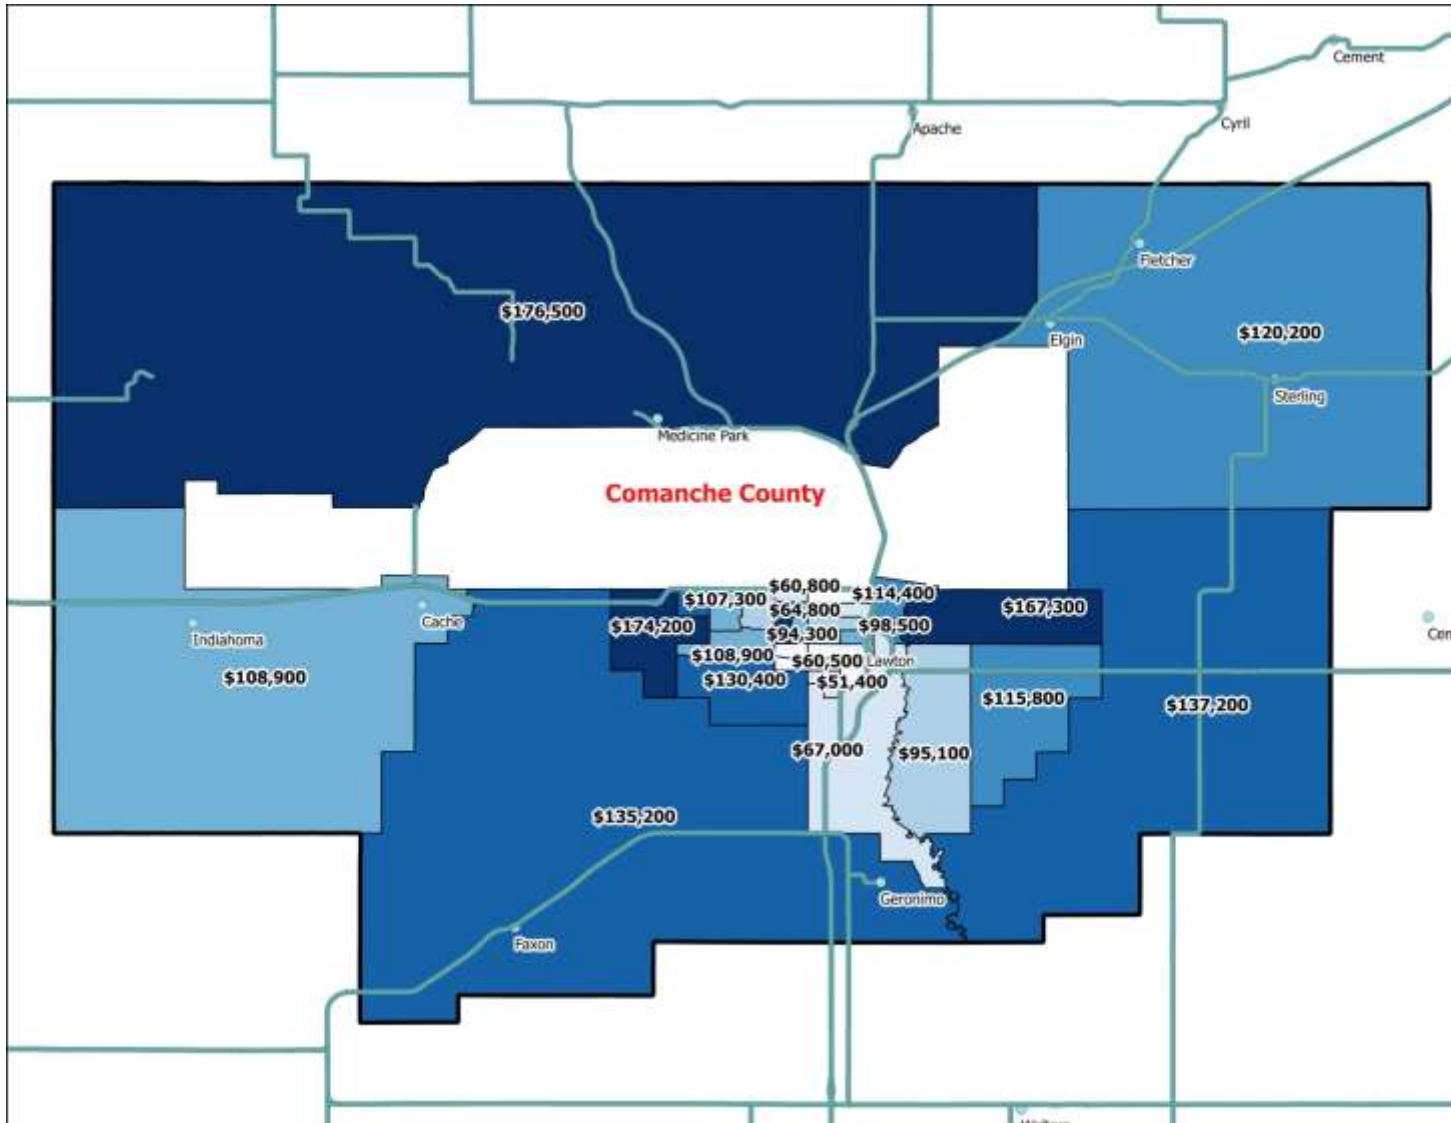 Cement
Apache
Cyril
Fletcher
$176,500
$120,200
Elgin
Sterling
Medicine Park
Comanche County
$60,800
$107,300
$114,400
$167,300
$64,800
Cache
$174,200
$94,300
$98,500
Indiahoma
$108,900
$60,500
Lawton
$108,900
$130,400
$51,400
$115,800
$137,200
$67,000
$95,100
$135,200
Geronimo
Faxon